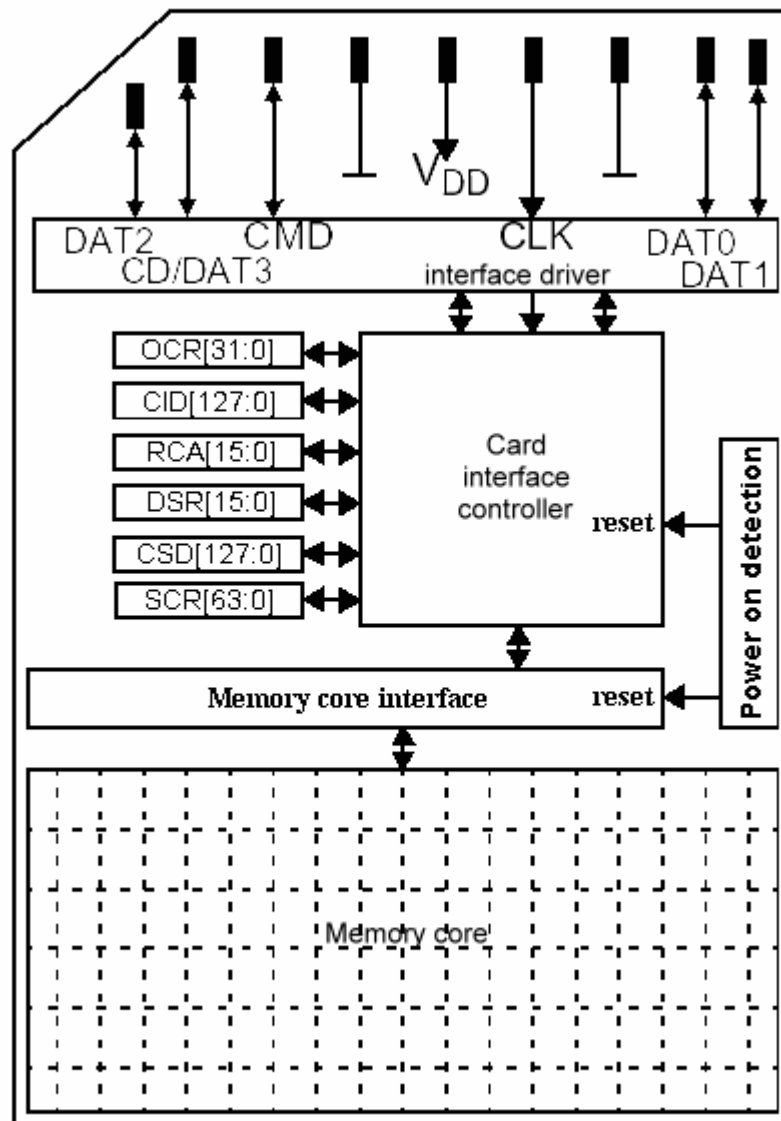 VDD
DAT2
CMD
CLK
DAT0
CD/DAT3
interface driver
DAT1
OCR[31:0]
CID[127:0]
RCA[15:0]
DSR[15:0]
CSD[127:0]
SCR[63:0]
Card
interface
controller
reset
Power on detection
Memory core interface
reset
Memory core